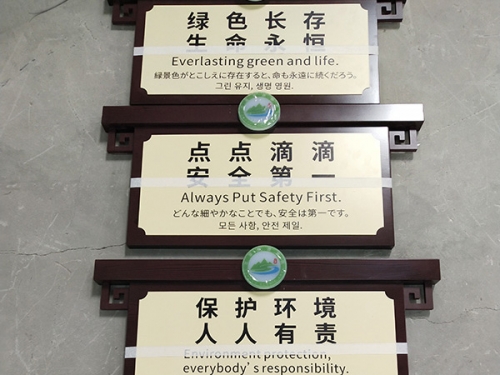 绿色长存
生命永恒
Everlasting green and life.
緑景色がとこしえに存在すると、命も永遠に続くだろう。
그린 유지, 생명 영원.
点点滴滴
安全第一
Always Put Safety First.
どんな細やかなことでも、安全は第一です。
모든 사항, 안전 제일.
保护环境
人人有责
Environment protection,
everybody's responsibility.